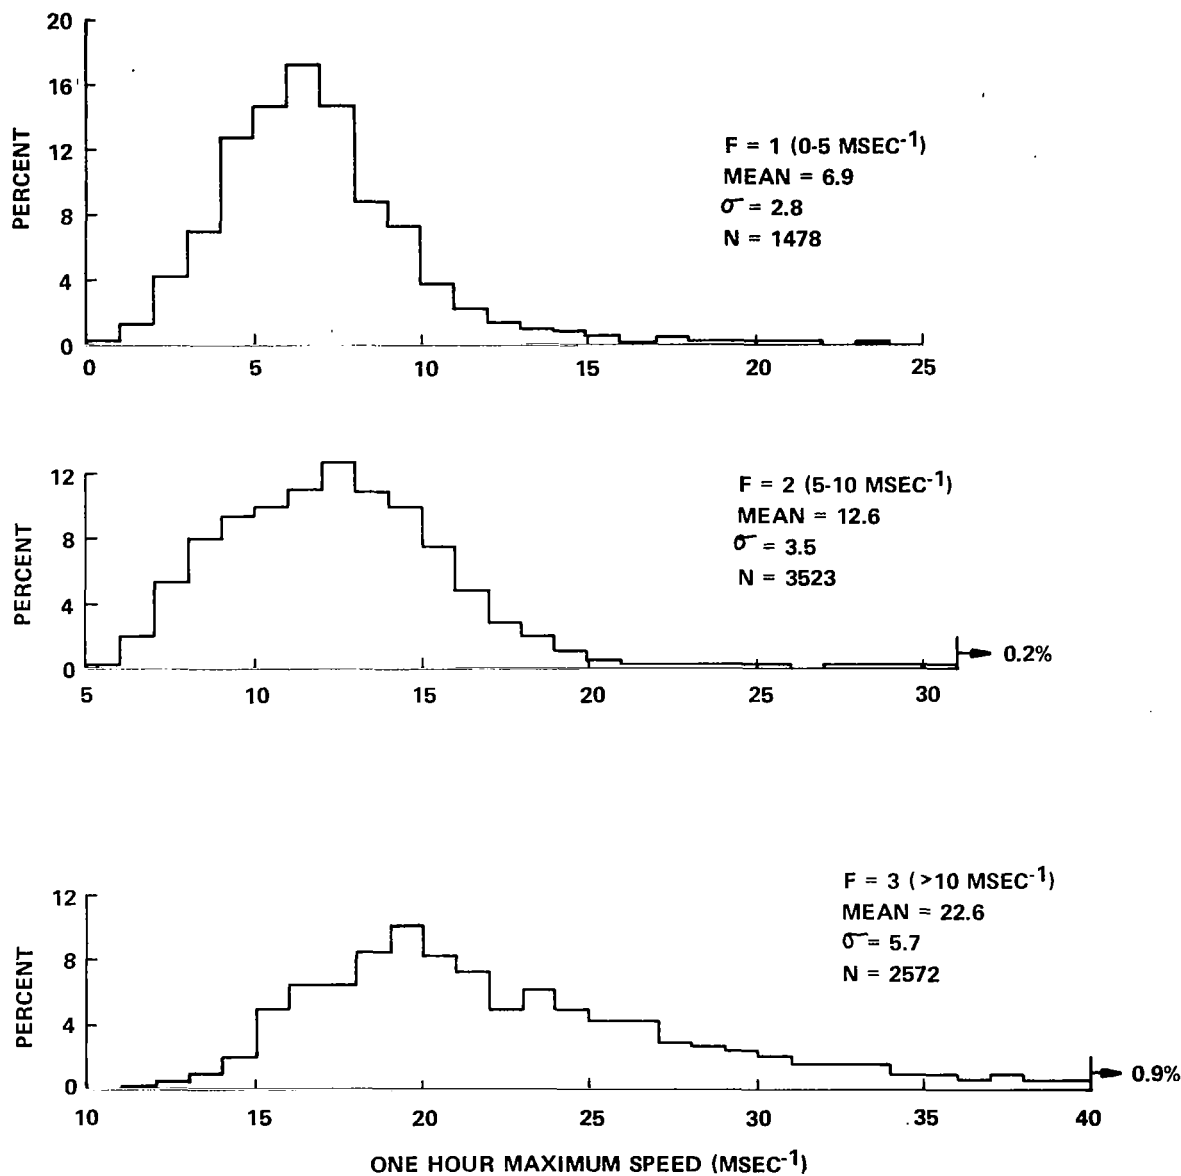 20
16
12
8
4
0
PERCENT
F = 1 (0-5 MSEC-1)
MEAN = 6.9
σ = 2.8
N = 1478
0 5 10 15 20 25
12
8
4
0
PERCENT
F = 2 (5-10 MSEC-1)
MEAN = 12.6
σ = 3.5
N = 3523
0.2%
5 10 15 20 25 30
12
8
4
0
PERCENT
F = 3 (>10 MSEC-1)
MEAN = 22.6
σ = 5.7
N = 2572
0.9%
10 15 20 25 30 35 40
ONE HOUR MAXIMUM SPEED (MSEC-1)